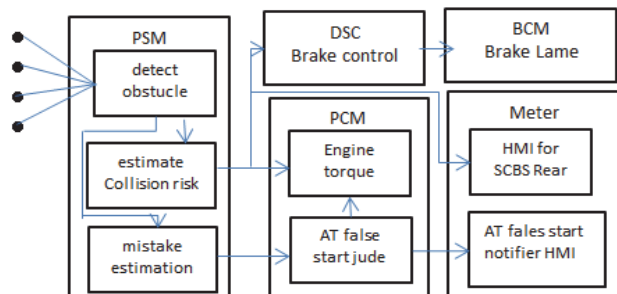 PSM
detect
obstucle
estimate
Collision risk
mistake
estimation
DSC
Brake control
BCM
Brake Lame
PCM
Engine
torque
AT false
start jude
Meter
HMI for
SCBS Rear
AT fales start
notifier HMI